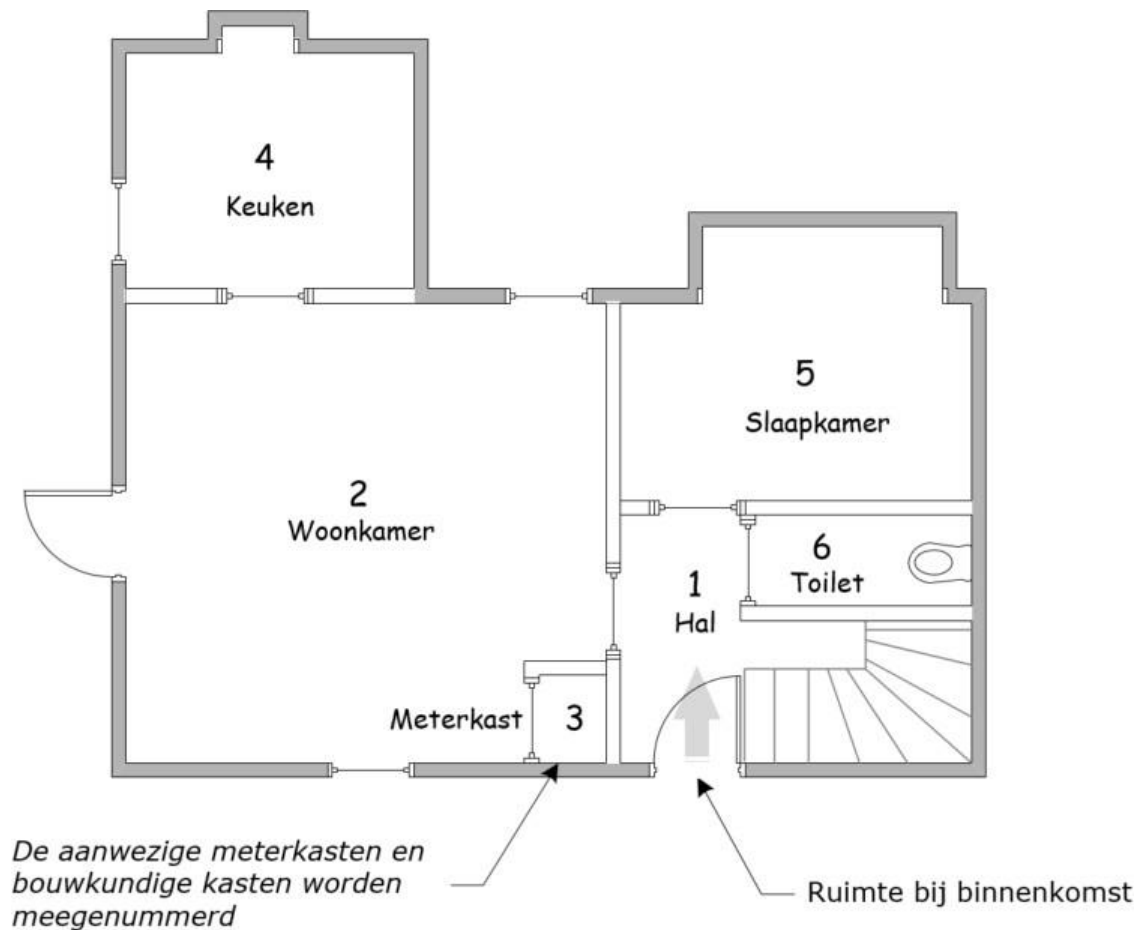 4
Keuken
5
Slaapkamer
2
Woonkamer
6
Toilet
1
Hal
Meterkast 3
De aanwezige meterkasten en
bouwkundige kasten worden
meegenummerd
Ruimte bij binnenkomst